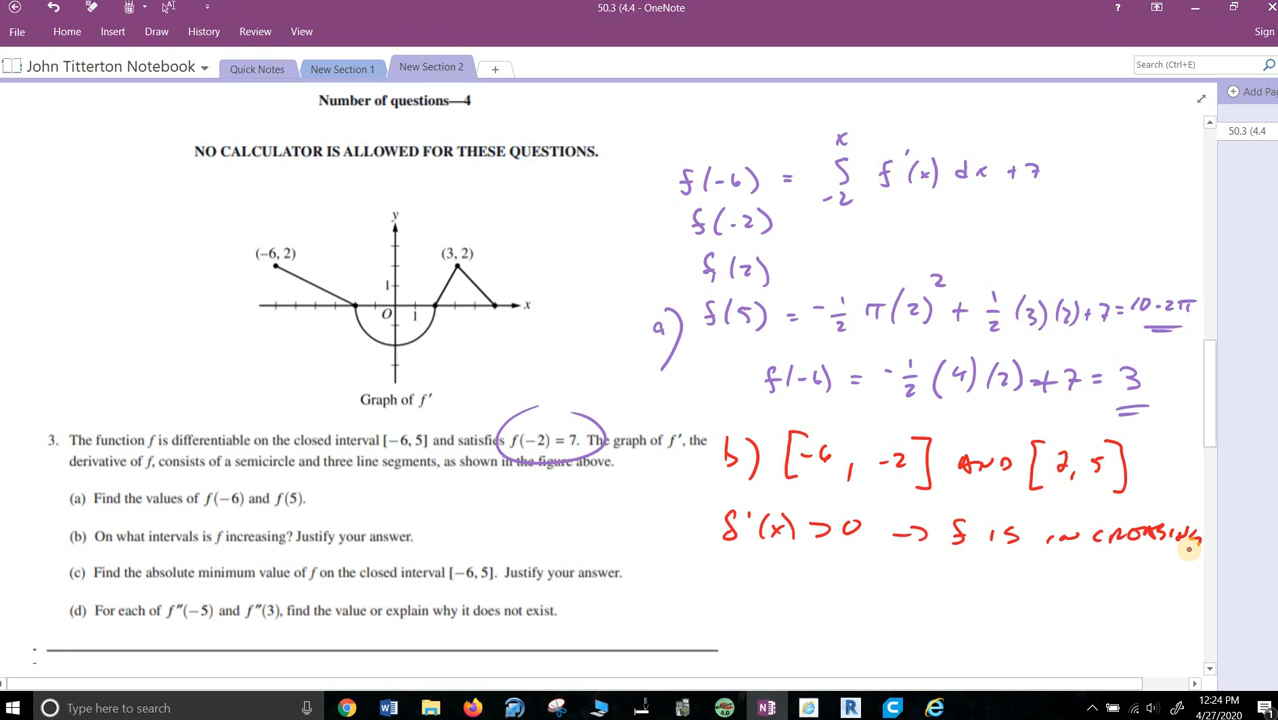 50.3 (4.4 - OneNote
?
File Home Insert Draw History Review View
Sign
John Titterton Notebook Quick Notes New Section 1 New Section 2 +
Search (Ctrl+E)
Add Pag
50.3 (4.4
Number of questions—4
NO CALCULATOR IS ALLOWED FOR THESE QUESTIONS.
y
(−6, 2)
(3, 2)
1
O
1
x
Graph of f′
3. The function f is differentiable on the closed interval [−6, 5] and satisfies f(−2) = 7. The graph of f′, the
derivative of f, consists of a semicircle and three line segments, as shown in the figure above.
(a) Find the values of f(−6) and f(5).
(b) On what intervals is f increasing? Justify your answer.
(c) Find the absolute minimum value of f on the closed interval [−6, 5]. Justify your answer.
(d) For each of f″(−5) and f″(3), find the value or explain why it does not exist.
x
f(-6) = ∫ f'(x) dx + 7
-2
f(-2)
f(2)
a) f(5) = -½ π(2)² + ½ (3)(2) + 7 = 10 - 2π
f(-6) = -½ (4)(2) + 7 = 3
b) [-6, -2] AND [2, 5]
f'(x) > 0 → f is increasing
Type here to search
12:24 PM
4/27/2020